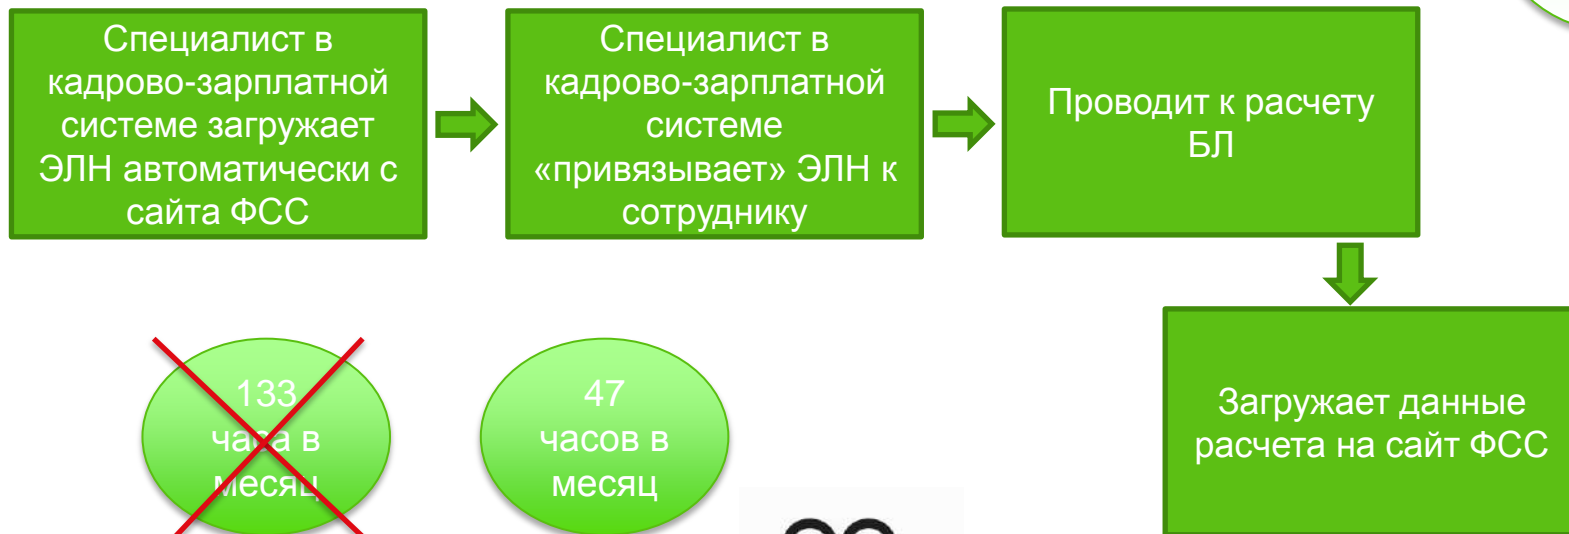 Специалист в
кадрово-зарплатной
системе загружает
ЭЛН автоматически с
сайта ФСС
Специалист в
кадрово-зарплатной
системе
«привязывает» ЭЛН к
сотруднику
Проводит к расчету
БЛ
Загружает данные
расчета на сайт ФСС
133
часа в
месяц
47
часов в
месяц